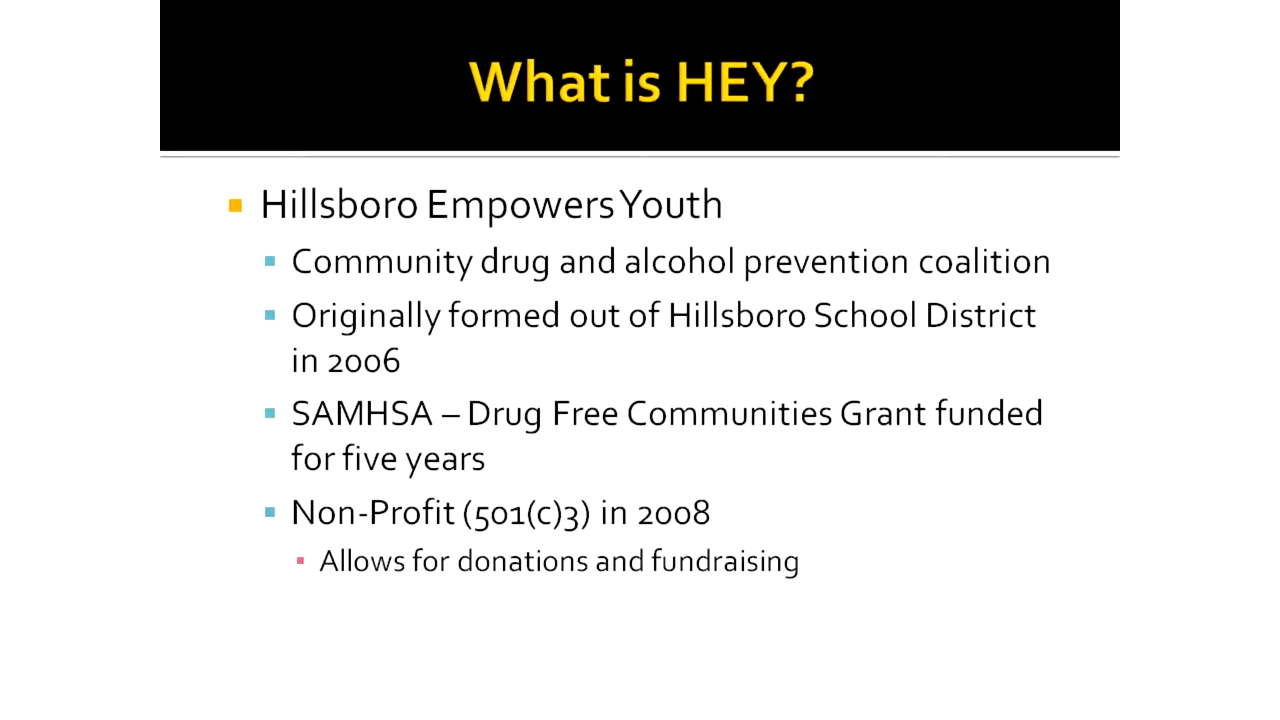 What is HEY?
Hillsboro Empowers Youth
Community drug and alcohol prevention coalition
Originally formed out of Hillsboro School District
in 2006
SAMHSA – Drug Free Communities Grant funded
for five years
Non-Profit (501(c)3) in 2008
Allows for donations and fundraising